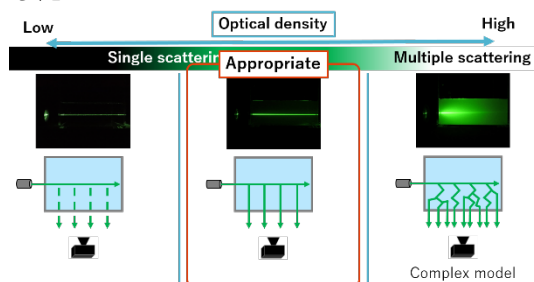 Optical density
Low
High
Single scatterin
Appropriate
Multiple scattering
Complex model